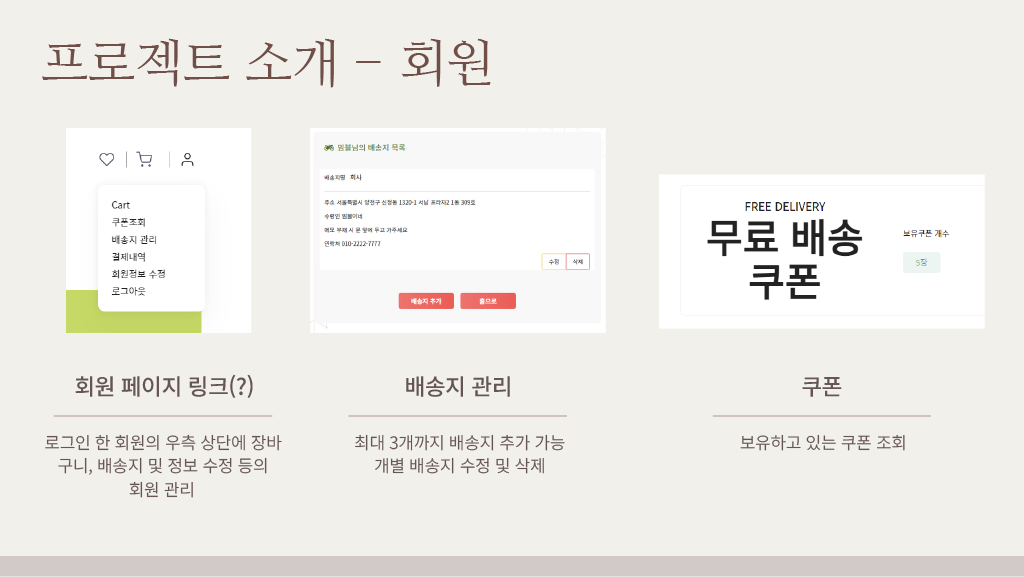 프로젝트 소개 – 회원
Cart
쿠폰조회
배송지 관리
결제내역
회원정보 수정
로그아웃
회원 페이지 링크(?)
로그인 한 회원의 우측 상단에 장바
구니, 배송지 및 정보 수정 등의
회원 관리
띵블님의 배송지 목록
배송지명 회사
주소 서울특별시 양천구 신정동 1320-1 서남 프라자2 1동 309호
수령인 띵블이네
메모 부재 시 문 앞에 두고 가주세요
연락처 010-2222-7777
수정 삭제
배송지 추가 홈으로
배송지 관리
최대 3개까지 배송지 추가 가능
개별 배송지 수정 및 삭제
FREE DELIVERY
무료 배송
쿠폰
보유쿠폰 개수
5장
쿠폰
보유하고 있는 쿠폰 조회